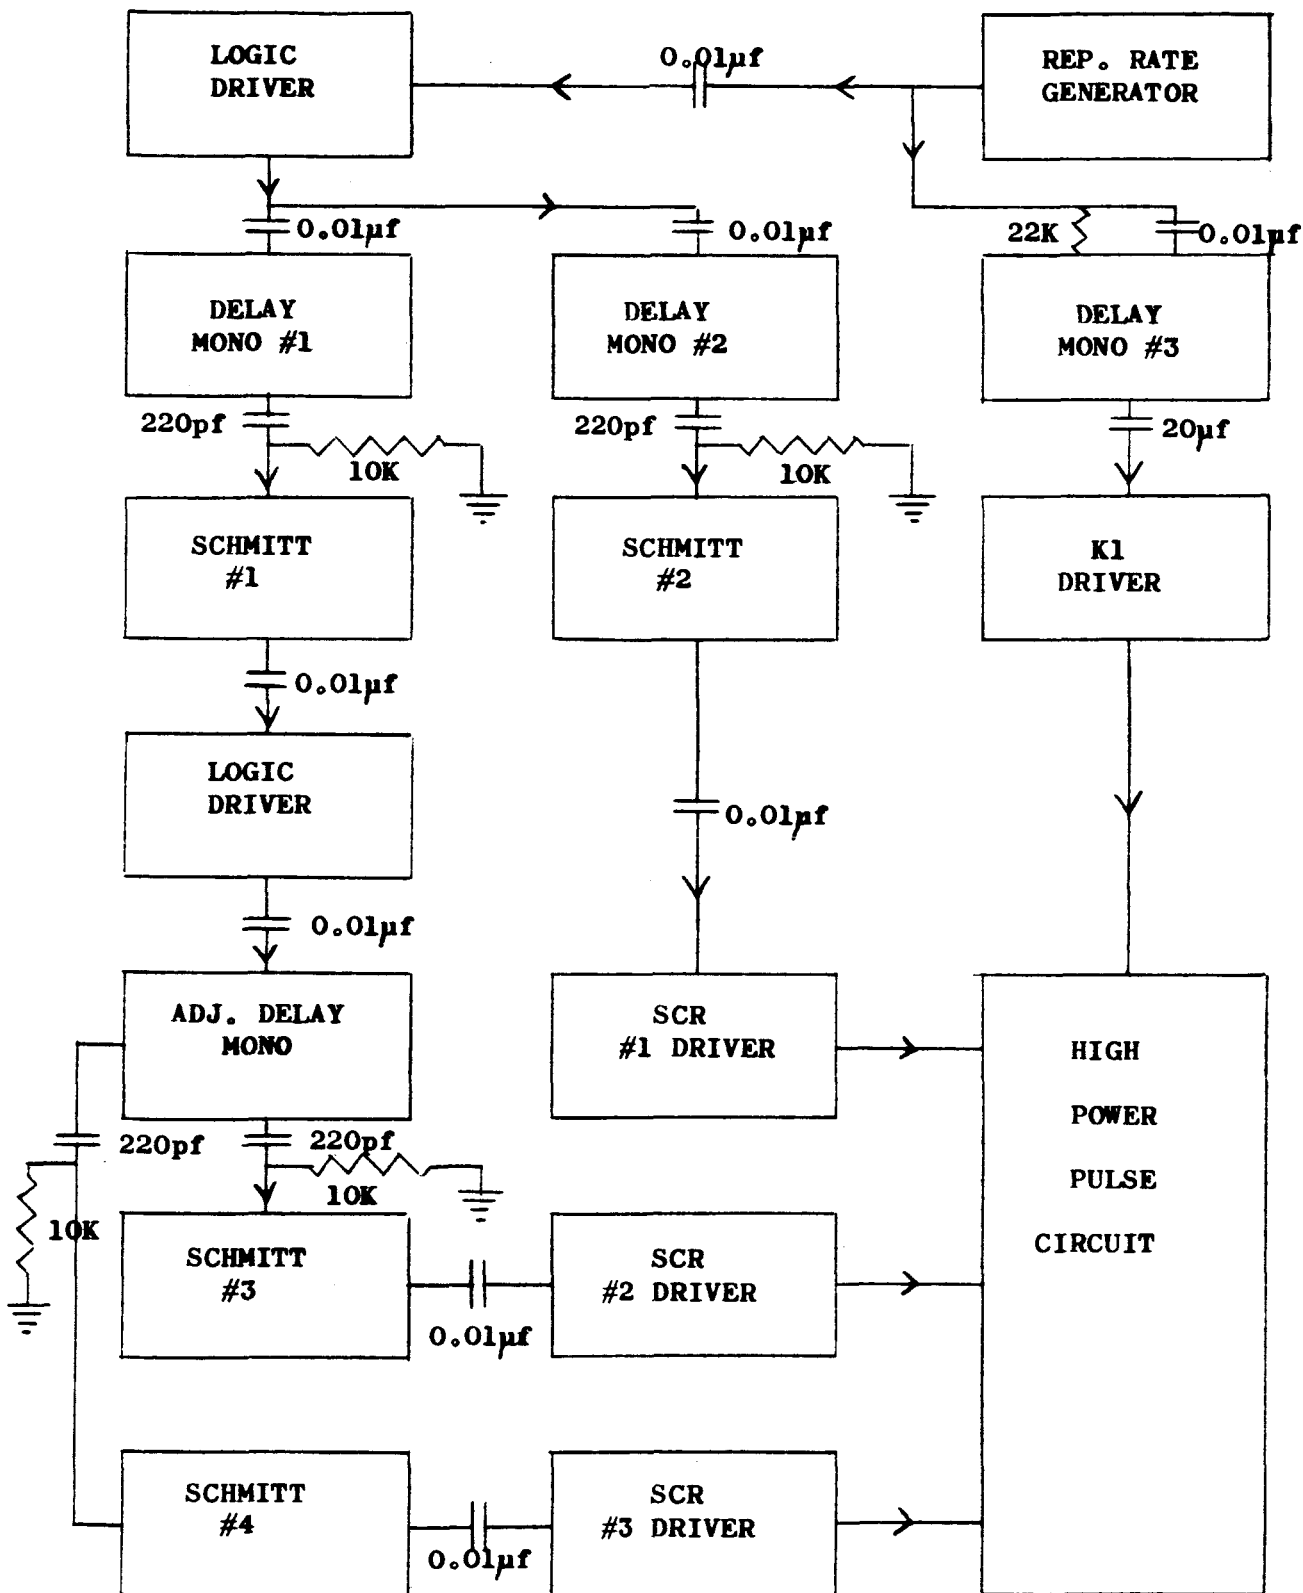 LOGIC
DRIVER
0.01µf
REP. RATE
GENERATOR
0.01µf
0.01µf
22K
0.01µf
DELAY
MONO #1
DELAY
MONO #2
DELAY
MONO #3
220pf
10K
220pf
10K
20µf
SCHMITT
#1
SCHMITT
#2
K1
DRIVER
0.01µf
LOGIC
DRIVER
0.01µf
0.01µf
ADJ. DELAY
MONO
SCR
#1 DRIVER
HIGH
POWER
PULSE
CIRCUIT
220pf
220pf
10K
10K
SCHMITT
#3
0.01µf
SCR
#2 DRIVER
SCHMITT
#4
0.01µf
SCR
#3 DRIVER